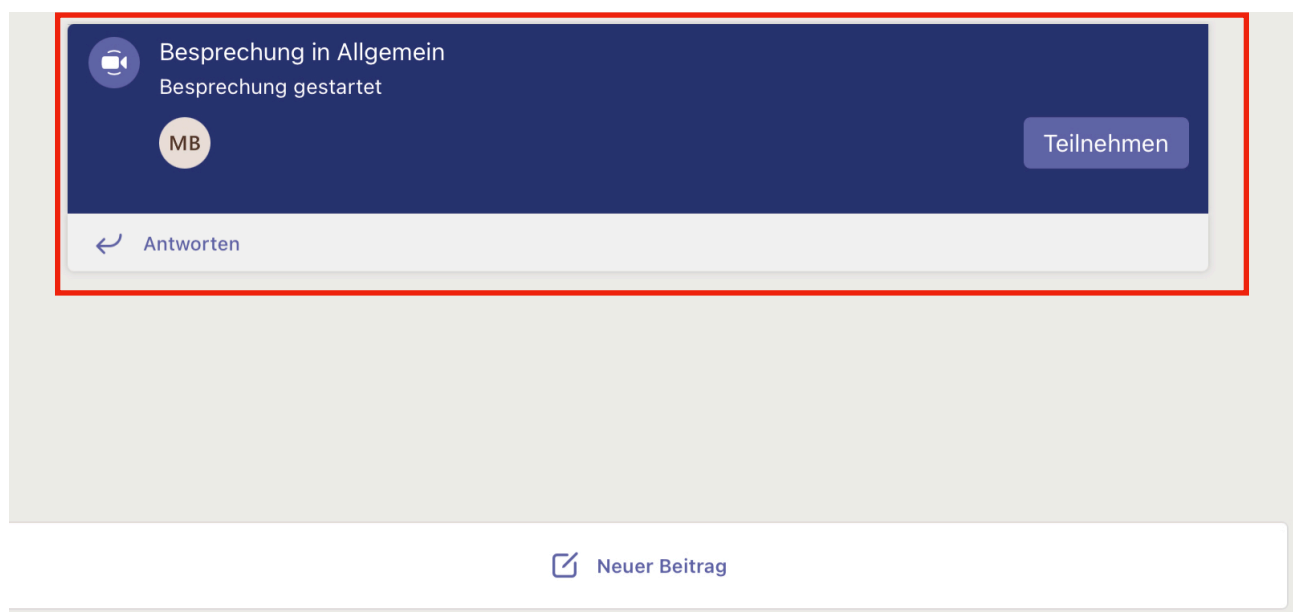 Besprechung in Allgemein
Besprechung gestartet
MB
Teilnehmen
Antworten
Neuer Beitrag